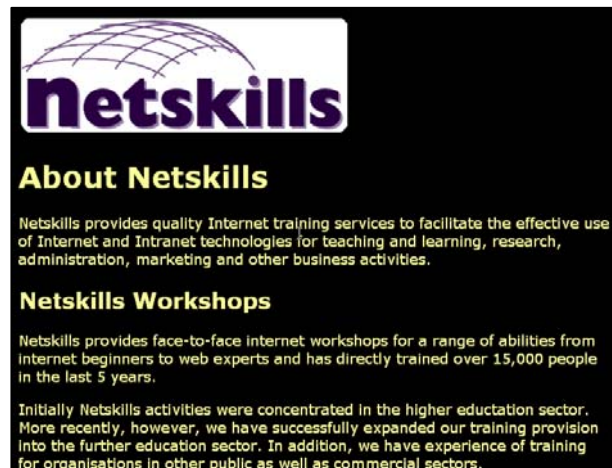 netskills
About Netskills
Netskills provides quality Internet training services to facilitate the effective use
of Internet and Intranet technologies for teaching and learning, research,
administration, marketing and other business activities.
Netskills Workshops
Netskills provides face-to-face internet workshops for a range of abilities from
internet beginners to web experts and has directly trained over 15,000 people
in the last 5 years.
Initially Netskills activities were concentrated in the higher eductation sector.
More recently, however, we have successfully expanded our training provision
into the further education sector. In addition, we have experience of training
for organisations in other public as well as commercial sectors.